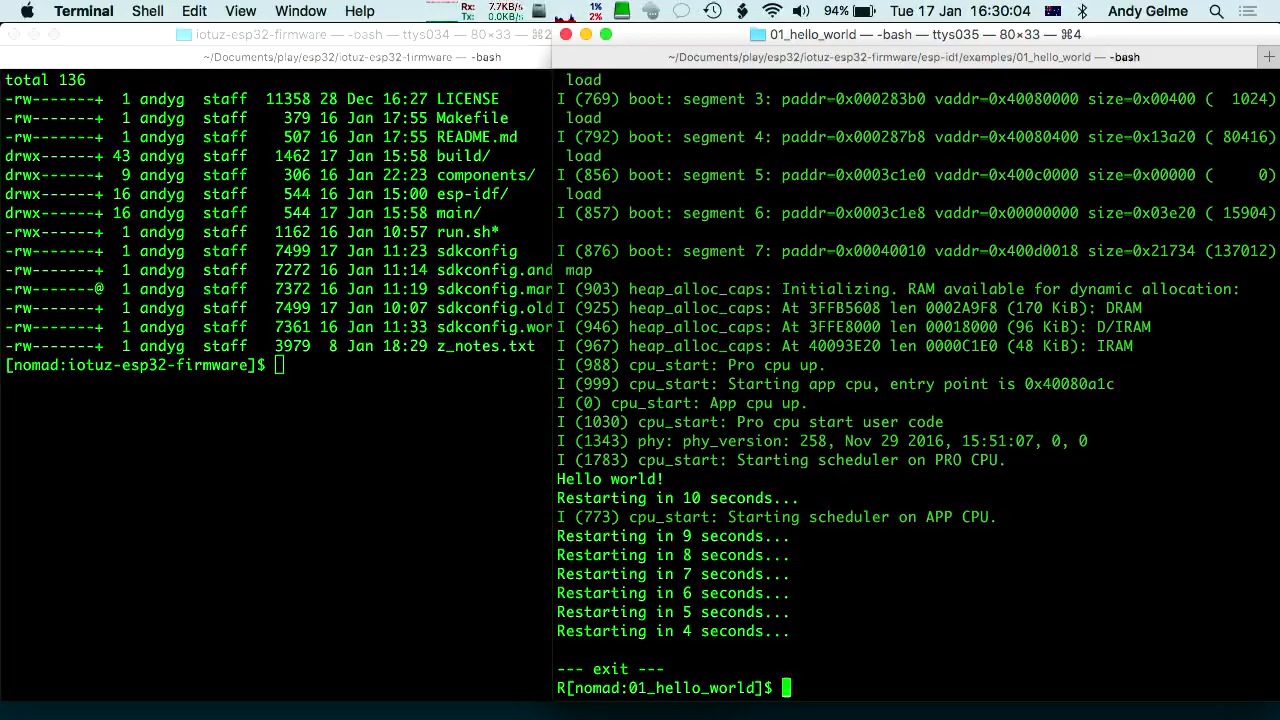 Terminal Shell Edit View Window Help Rx: 7.7KB/s Tx: 0.0KB/s 1% 2% 94% Tue 17 Jan 16:30:04 Andy Gelme
iotuz-esp32-firmware — -bash — ttys034 — 80×33 — ⌘2
~/Documents/play/esp32/iotuz-esp32-firmware — -bash
total 136
-rw-------+ 1 andyg staff 11358 28 Dec 16:27 LICENSE
-rw-------+ 1 andyg staff 379 16 Jan 17:55 Makefile
-rw-------+ 1 andyg staff 507 16 Jan 17:55 README.md
drwx------+ 43 andyg staff 1462 17 Jan 15:58 build/
drwx------+ 9 andyg staff 306 16 Jan 22:23 components/
drwx------+ 16 andyg staff 544 16 Jan 15:00 esp-idf/
drwx------+ 16 andyg staff 544 17 Jan 15:58 main/
-rwx------+ 1 andyg staff 1162 16 Jan 10:57 run.sh*
-rw-------+ 1 andyg staff 7499 17 Jan 11:23 sdkconfig
-rw-------+ 1 andyg staff 7272 16 Jan 11:14 sdkconfig.and
-rw-------@ 1 andyg staff 7372 16 Jan 11:19 sdkconfig.mar
-rw-------+ 1 andyg staff 7499 17 Jan 10:07 sdkconfig.old
-rw-------+ 1 andyg staff 7361 16 Jan 11:33 sdkconfig.wor
-rw-------+ 1 andyg staff 3979 8 Jan 18:29 z_notes.txt
[nomad:iotuz-esp32-firmware]$
01_hello_world — -bash — ttys035 — 80×33 — ⌘4
~/Documents/play/esp32/iotuz-esp32-firmware/esp-idf/examples/01_hello_world — -bash
load
I (769) boot: segment 3: paddr=0x000283b0 vaddr=0x40080000 size=0x00400 ( 1024)
load
I (792) boot: segment 4: paddr=0x000287b8 vaddr=0x40080400 size=0x13a20 ( 80416)
load
I (856) boot: segment 5: paddr=0x0003c1e0 vaddr=0x400c0000 size=0x00000 ( 0)
load
I (857) boot: segment 6: paddr=0x0003c1e8 vaddr=0x00000000 size=0x03e20 ( 15904)
I (876) boot: segment 7: paddr=0x00040010 vaddr=0x400d0018 size=0x21734 (137012)
map
I (903) heap_alloc_caps: Initializing. RAM available for dynamic allocation:
I (925) heap_alloc_caps: At 3FFB5608 len 0002A9F8 (170 KiB): DRAM
I (946) heap_alloc_caps: At 3FFE8000 len 00018000 (96 KiB): D/IRAM
I (967) heap_alloc_caps: At 40093E20 len 0000C1E0 (48 KiB): IRAM
I (988) cpu_start: Pro cpu up.
I (999) cpu_start: Starting app cpu, entry point is 0x40080a1c
I (0) cpu_start: App cpu up.
I (1030) cpu_start: Pro cpu start user code
I (1343) phy: phy_version: 258, Nov 29 2016, 15:51:07, 0, 0
I (1783) cpu_start: Starting scheduler on PRO CPU.
Hello world!
Restarting in 10 seconds...
I (773) cpu_start: Starting scheduler on APP CPU.
Restarting in 9 seconds...
Restarting in 8 seconds...
Restarting in 7 seconds...
Restarting in 6 seconds...
Restarting in 5 seconds...
Restarting in 4 seconds...
--- exit ---
R[nomad:01_hello_world]$